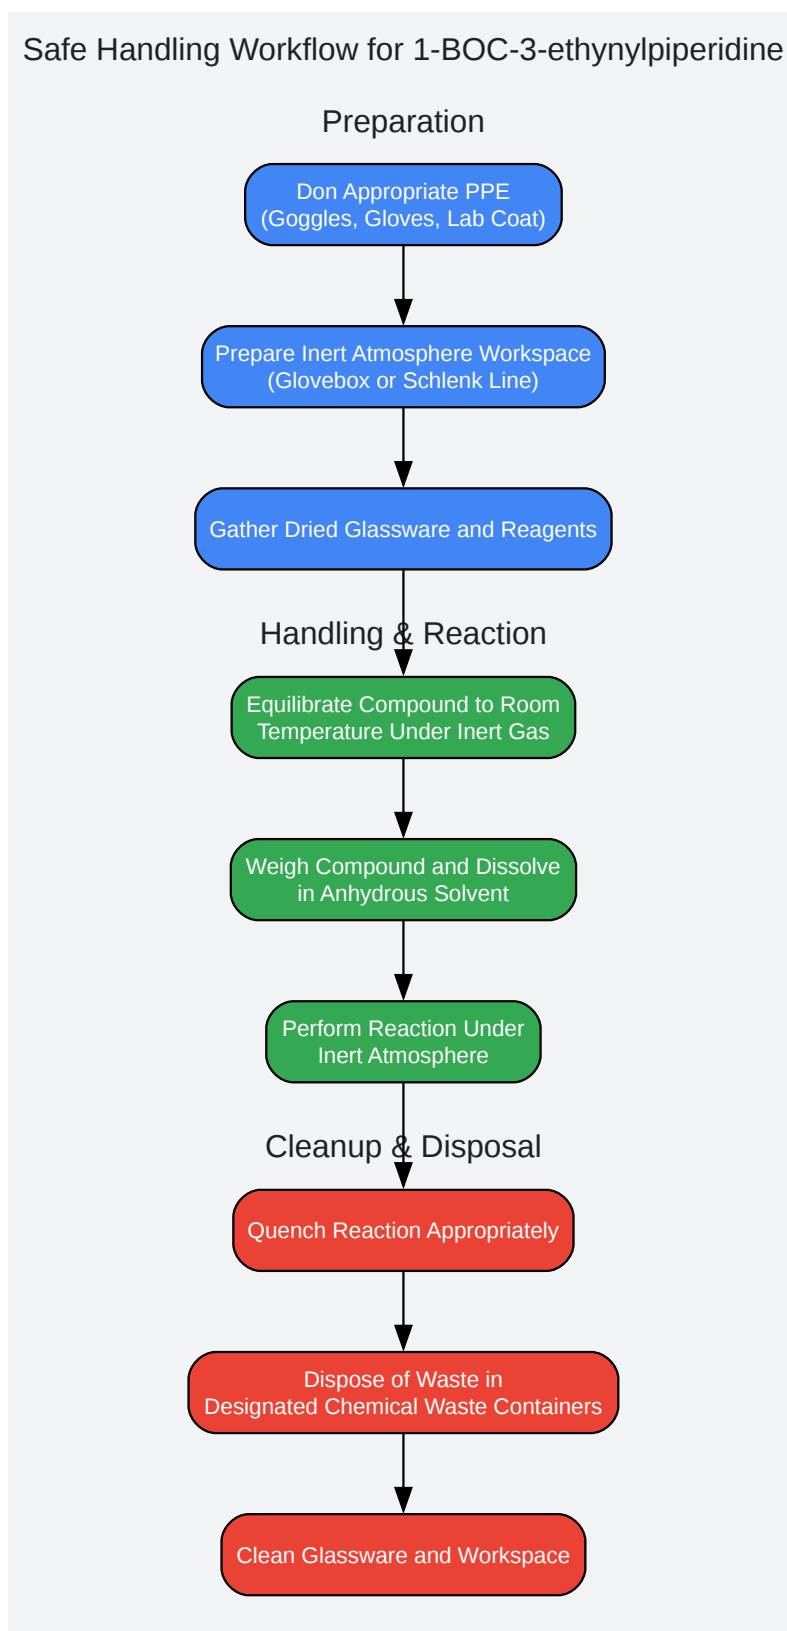 Safe Handling Workflow for 1-BOC-3-ethynylpiperidine
Preparation
Don Appropriate PPE
(Goggles, Gloves, Lab Coat)
Prepare Inert Atmosphere Workspace
(Glovebox or Schlenk Line)
Gather Dried Glassware and Reagents
Handling & Reaction
Equilibrate Compound to Room
Temperature Under Inert Gas
Weigh Compound and Dissolve
in Anhydrous Solvent
Perform Reaction Under
Inert Atmosphere
Cleanup & Disposal
Quench Reaction Appropriately
Dispose of Waste in
Designated Chemical Waste Containers
Clean Glassware and Workspace